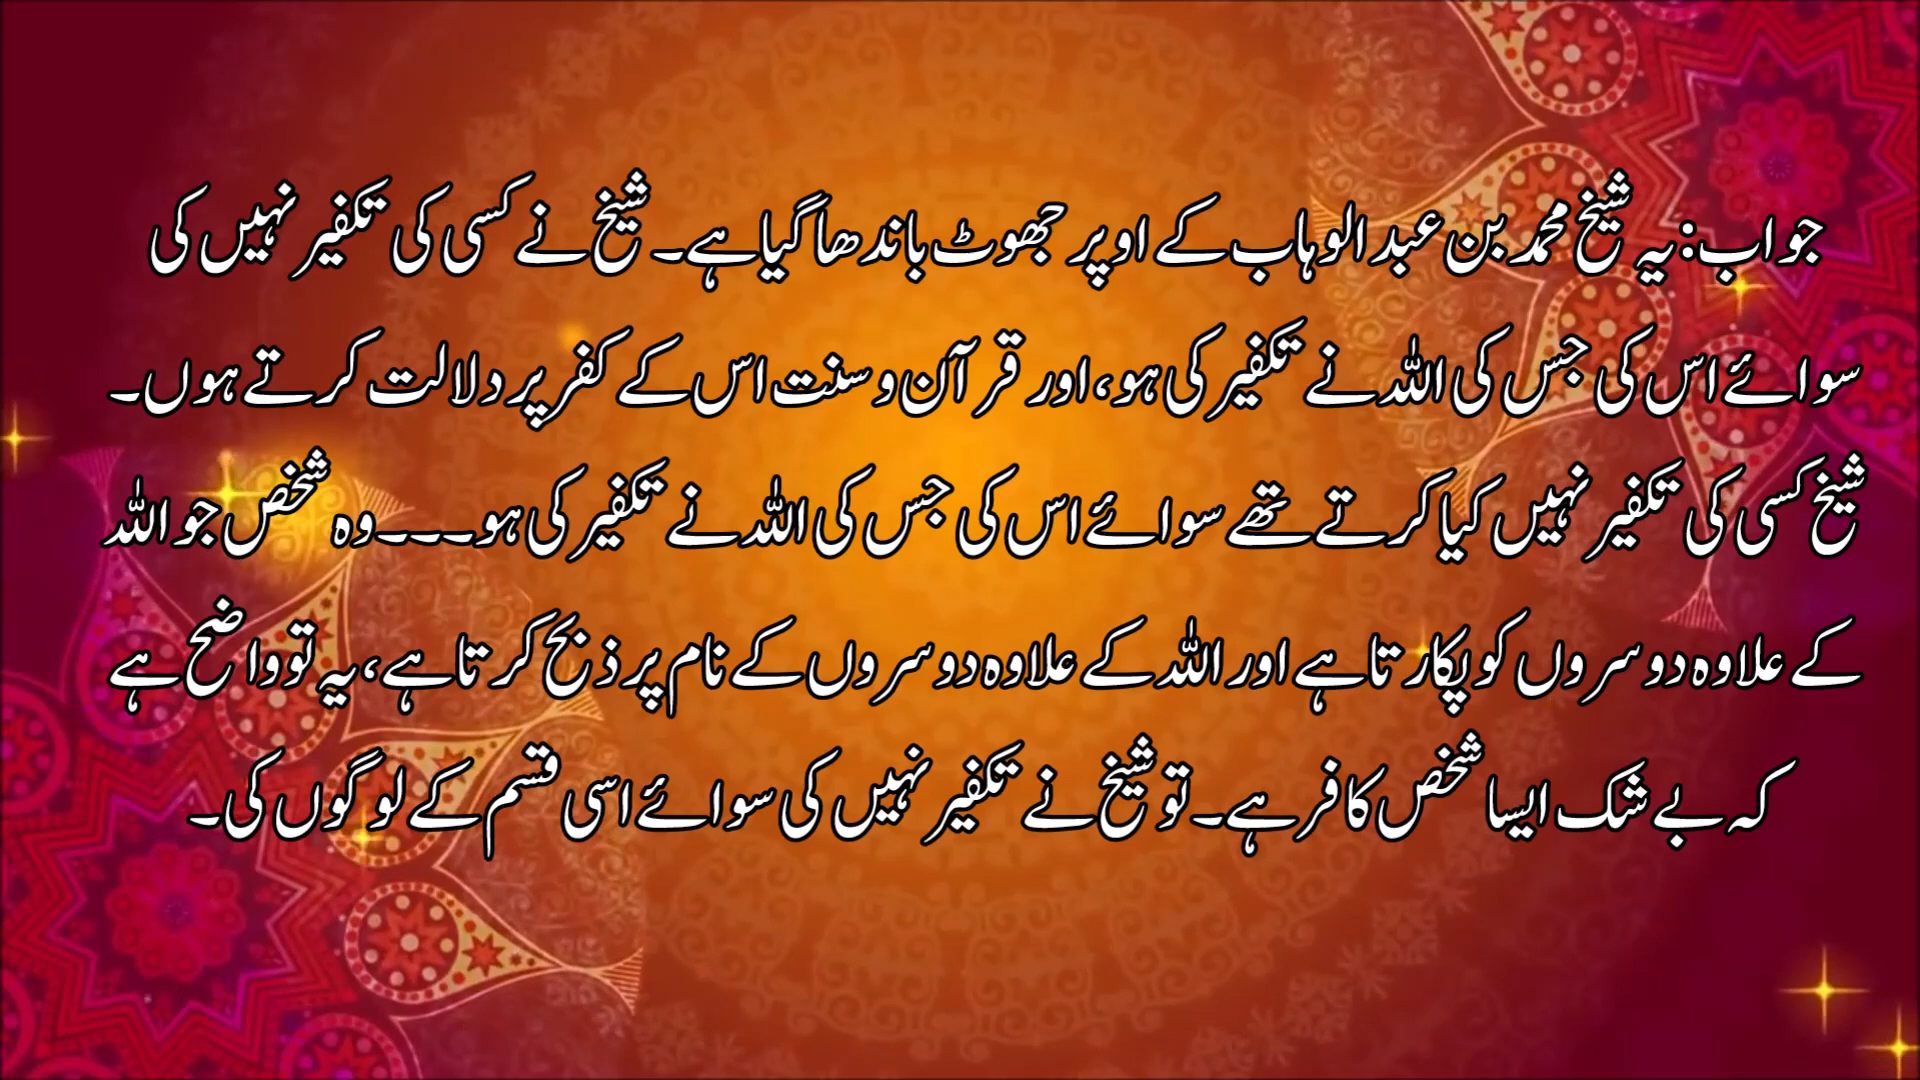 جواب: یہ شیخ محمد بن عبدالوہاب کے اوپر جھوٹ باندھا گیا ہے۔ شیخ نے کسی کی تکفیر نہیں کی
سوائے اس کی جس کی اللہ نے تکفیر کی ہو، اور قرآن و سنت اس کے کفر پر دلالت کرتے ہوں۔
شیخ کسی کی تکفیر نہیں کیا کرتے تھے سوائے اس کی جس کی اللہ نے تکفیر کی ہو۔۔۔وہ شخص جو اللہ
کے علاوہ دوسروں کو پکارتا ہے اور اللہ کے علاوہ دوسروں کے نام پر ذبح کرتا ہے، یہ تو واضح ہے
کہ بے شک ایسا شخص کافر ہے۔ تو شیخ نے تکفیر نہیں کی سوائے اسی قسم کے لوگوں کی۔